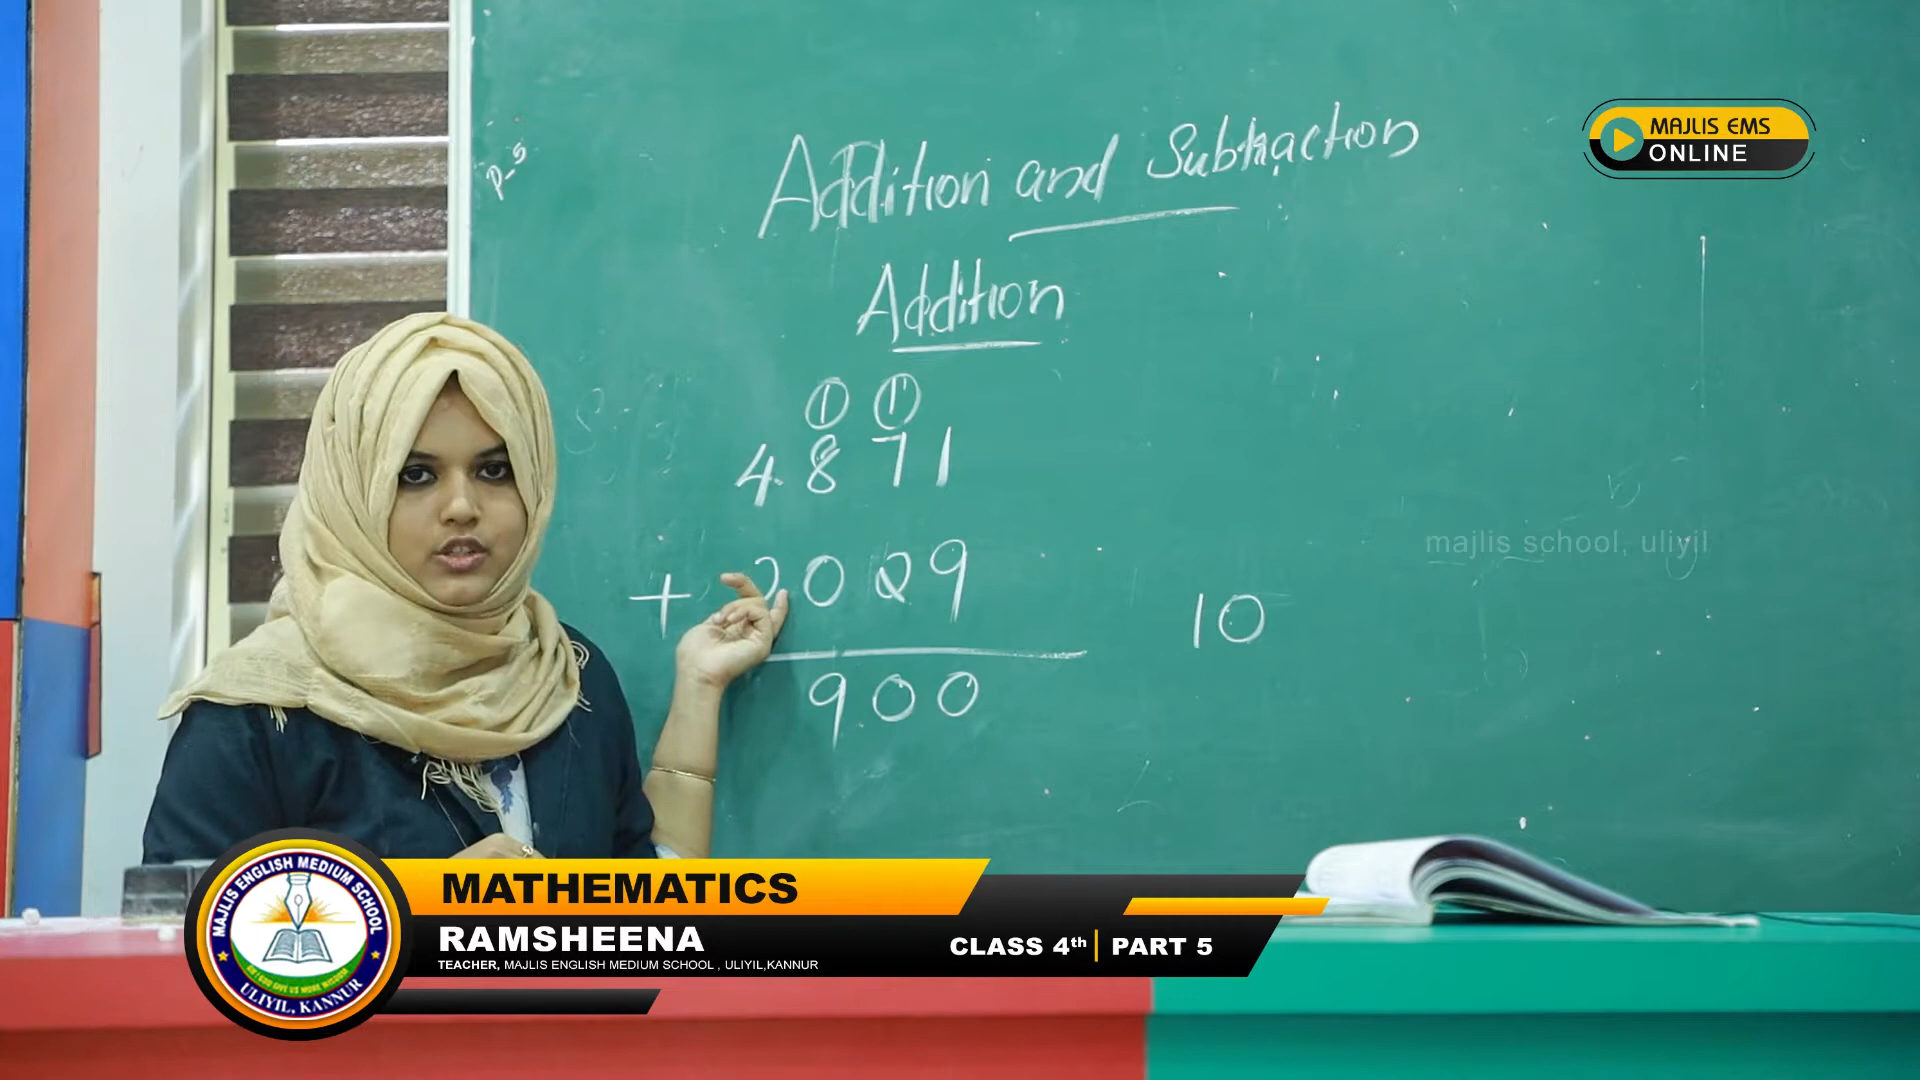 MAJLIS EMS
ONLINE
P-5
Addition and Subtraction
Addition
1 1
4871
+ 2029
900
10
majlis school, uliyil
MATHEMATICS
RAMSHEENA
TEACHER, MAJLIS ENGLISH MEDIUM SCHOOL , ULIYIL,KANNUR
CLASS 4th | PART 5
MAJLIS ENGLISH MEDIUM SCHOOL
ULIYIL, KANNUR